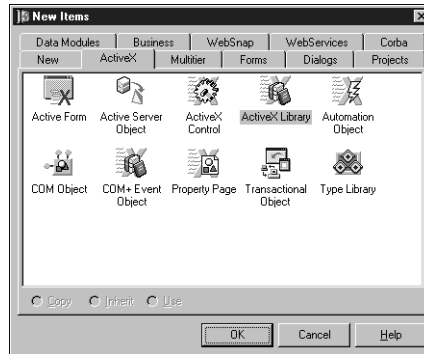 New Items
Data Modules Business WebSnap WebServices Corba
New ActiveX Multitier Forms Dialogs Projects
Active Form Active Server ActiveX ActiveX Library Automation
Object Control Object
COM Object COM+ Event Property Page Transactional Type Library
Object Object
Copy Inherit Use
OK Cancel Help